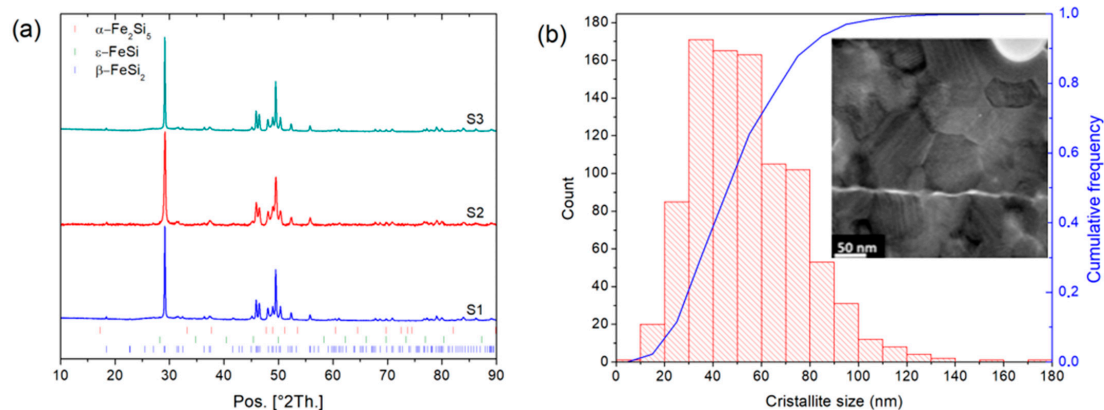 (a)
α–Fe₂Si₅
ε–FeSi
β–FeSi₂
S3
S2
S1
10 20 30 40 50 60 70 80 90
Pos. [°2Th.]
(b)
180
160
140
120
100
80
60
40
20
0
Count
0 20 40 60 80 100 120 140 160 180
Cristallite size (nm)
50 nm
1.0
0.8
0.6
0.4
0,2
0.0
Cumulative frequency